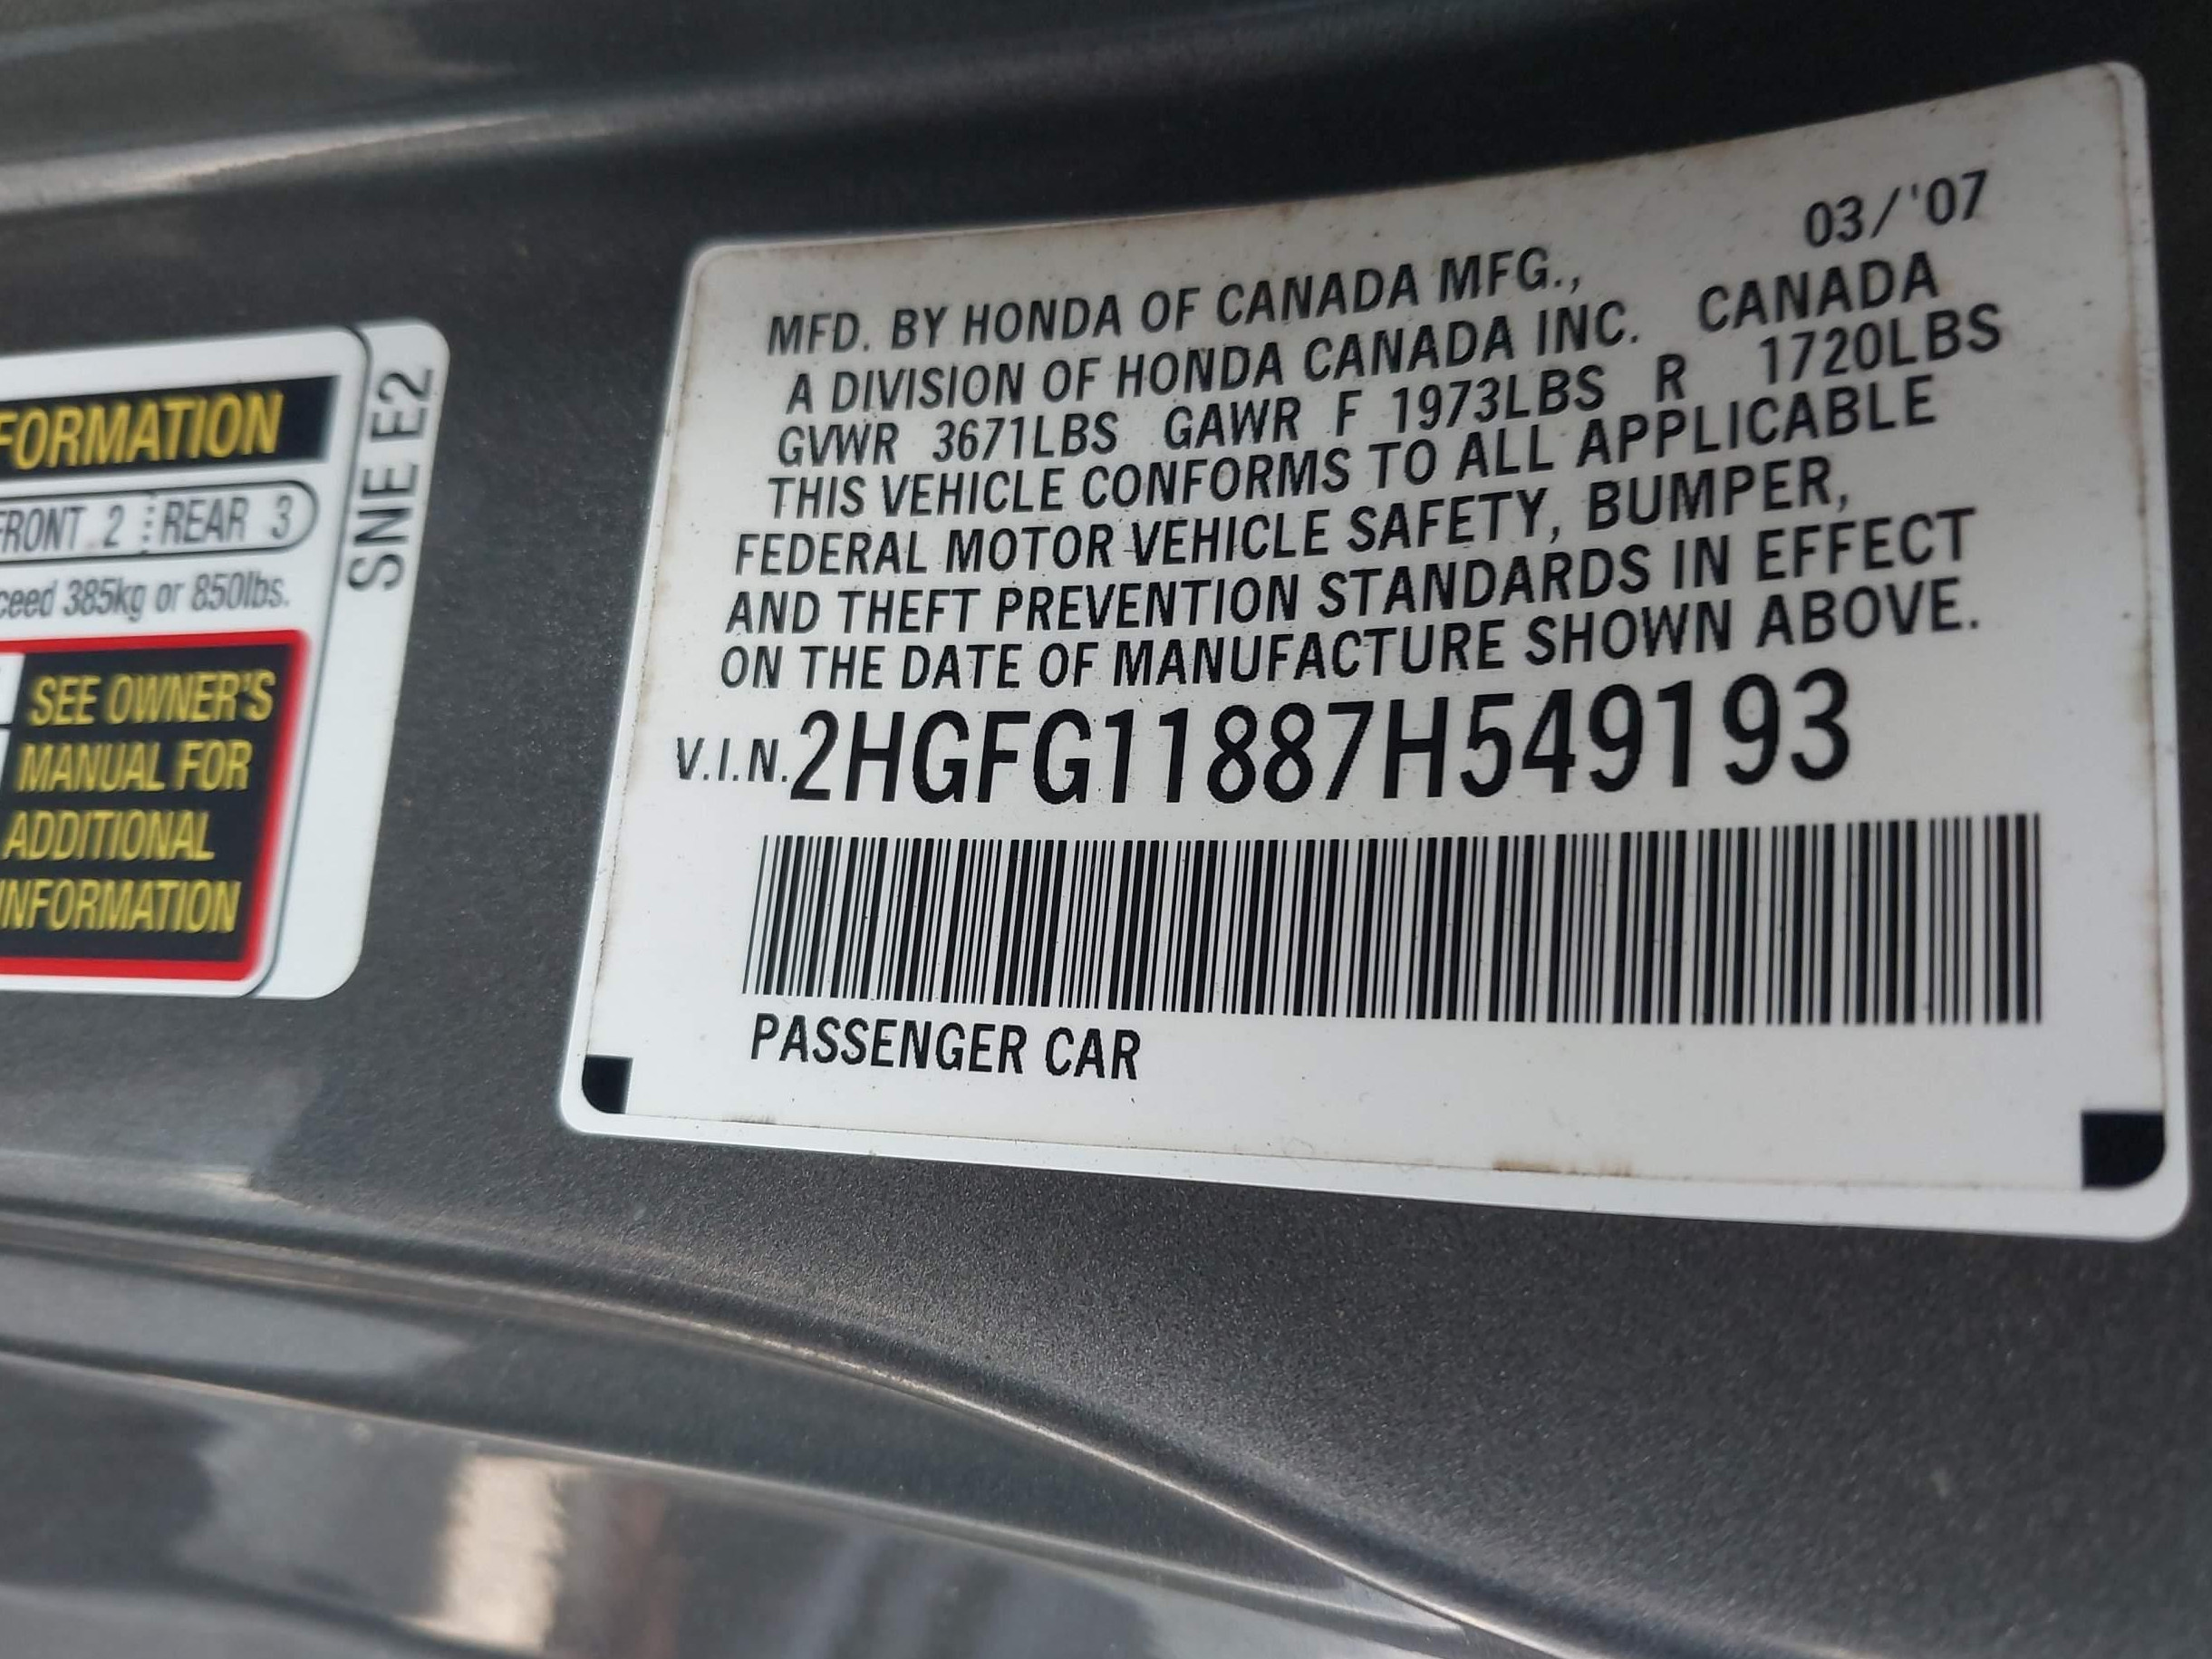 FORMATION
FRONT 2 REAR 3
ceed 385kg or 850lbs.
SEE OWNER'S
MANUAL FOR
ADDITIONAL
INFORMATION
SNE E2
03/'07
MFD. BY HONDA OF CANADA MFG.,
A DIVISION OF HONDA CANADA INC. CANADA
GVWR 3671LBS GAWR F 1973LBS R 1720LBS
THIS VEHICLE CONFORMS TO ALL APPLICABLE
FEDERAL MOTOR VEHICLE SAFETY, BUMPER,
AND THEFT PREVENTION STANDARDS IN EFFECT
ON THE DATE OF MANUFACTURE SHOWN ABOVE.
V.I.N. 2HGFG11887H549193
PASSENGER CAR